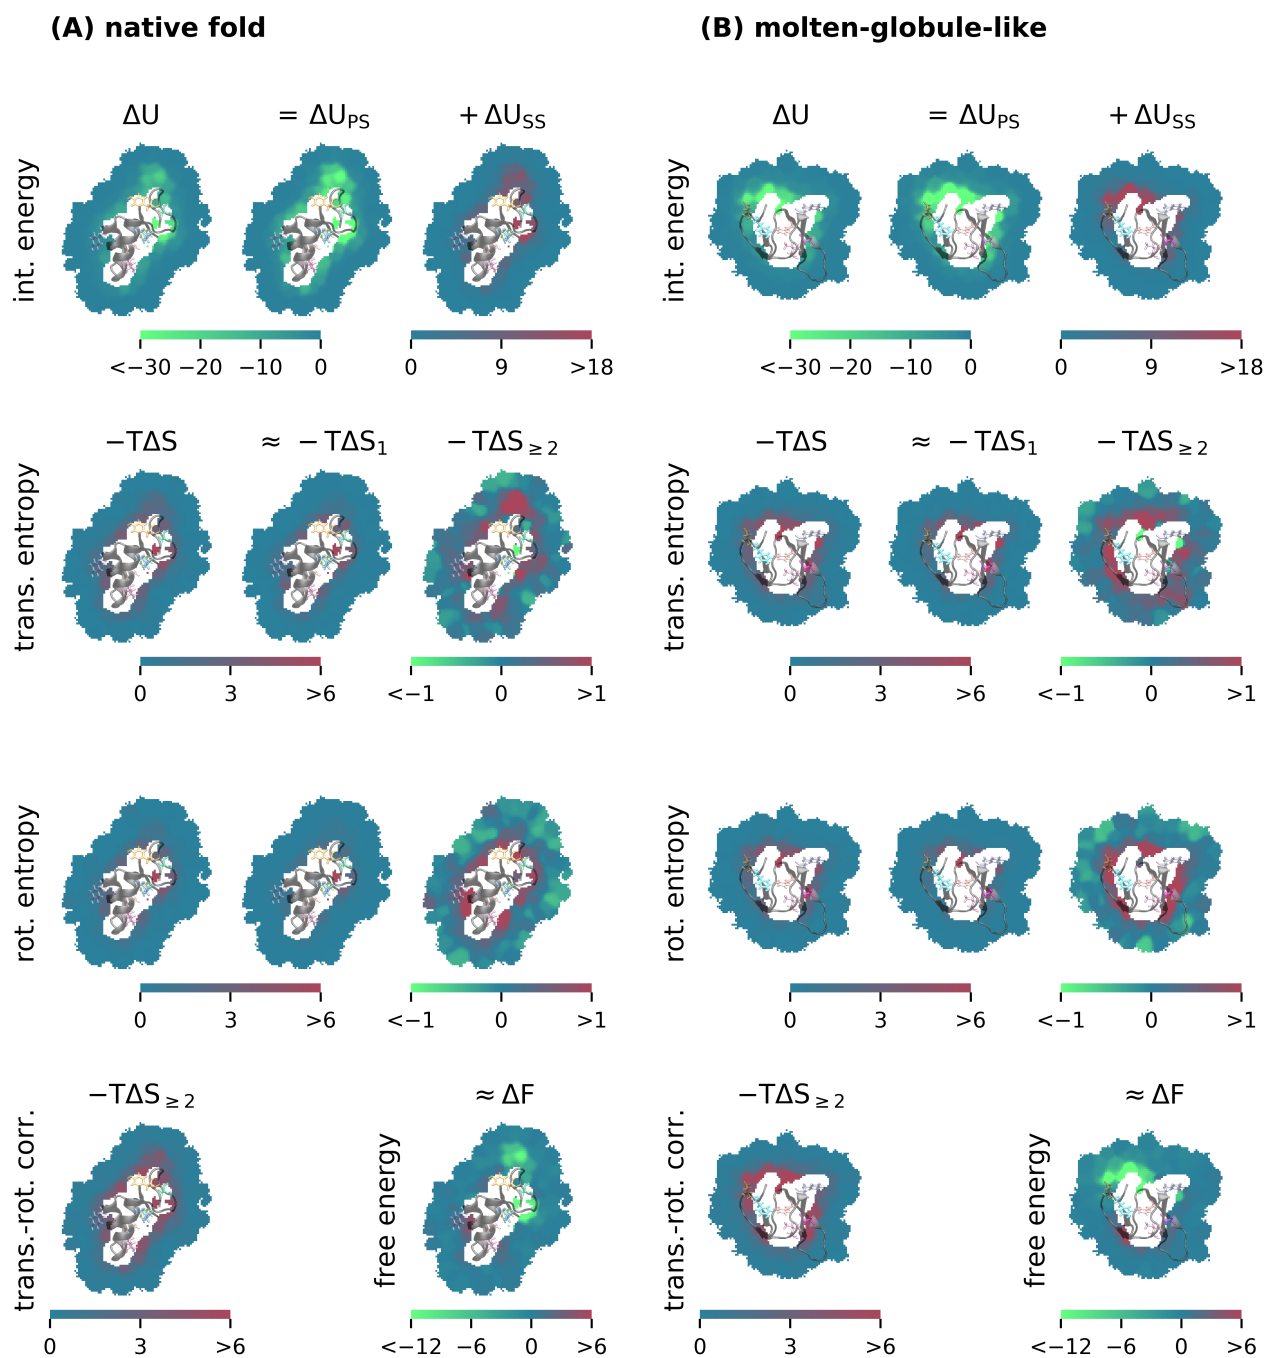 (A) native fold
(B) molten-globule-like
ΔU = ΔU_PS + ΔU_SS
ΔU = ΔU_PS + ΔU_SS
int. energy
int. energy
<−30 −20 −10 0
0 9 >18
<−30 −20 −10 0
0 9 >18
−TΔS ≈ −TΔS_1 −TΔS_≥2
−TΔS ≈ −TΔS_1 −TΔS_≥2
trans. entropy
trans. entropy
0 3 >6
<−1 0 >1
0 3 >6
<−1 0 >1
rot. entropy
rot. entropy
0 3 >6
<−1 0 >1
0 3 >6
<−1 0 >1
−TΔS_≥2
≈ ΔF
−TΔS_≥2
≈ ΔF
trans.-rot. corr.
free energy
trans.-rot. corr.
free energy
0 3 >6
<−12 −6 0 >6
0 3 >6
<−12 −6 0 >6